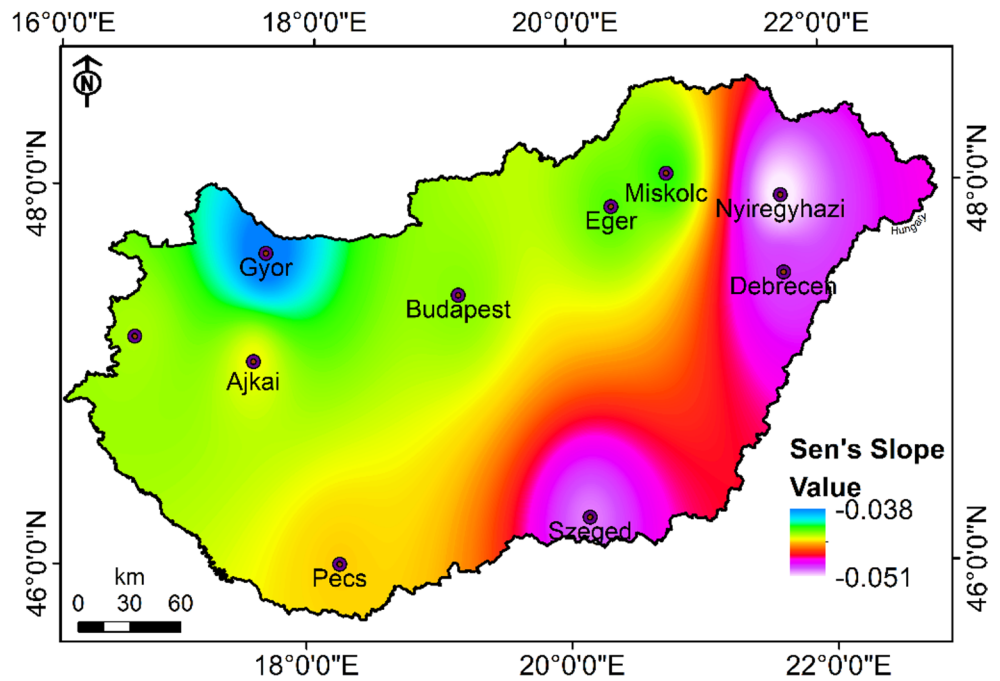 16°0'0"E 18°0'0"E 20°0'0"E 22°0'0"E
N
48°0'0"N
48°0'0"N
Miskolc
Eger
Nyiregyhazi
Hungary
Gyor
Debrecen
Budapest
Ajkai
Sen's Slope
Value
-0.038
-0.051
Szeged
Pecs
46°0'0"N
46°0'0"N
km
0 30 60
18°0'0"E 20°0'0"E 22°0'0"E